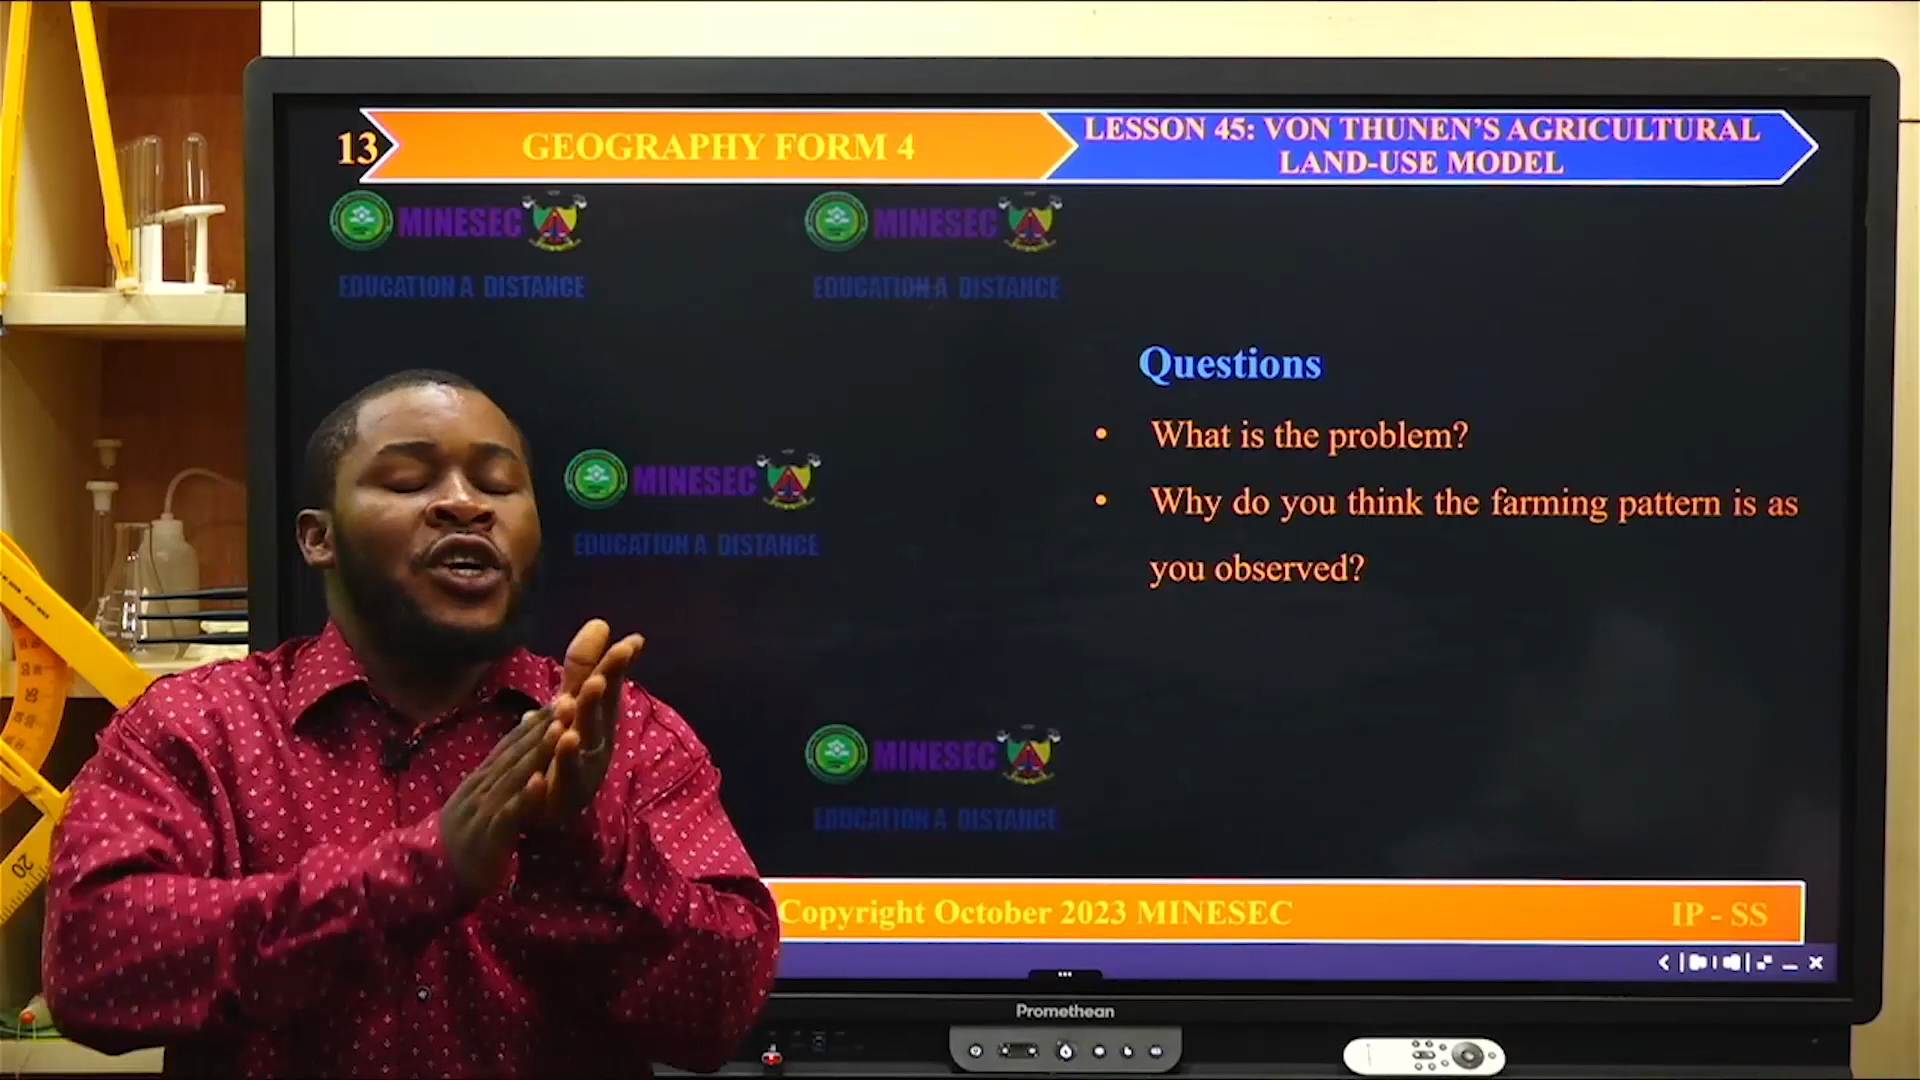 13
GEOGRAPHY FORM 4
LESSON 45: VON THUNEN'S AGRICULTURAL
LAND-USE MODEL
MINESEC
EDUCATION A DISTANCE
MINESEC
EDUCATION A DISTANCE
Questions
• What is the problem?
• Why do you think the farming pattern is as
you observed?
MINESEC
EDUCATION A DISTANCE
MINESEC
EDUCATION A DISTANCE
Copyright October 2023 MINESEC
IP - SS
Promethean
20